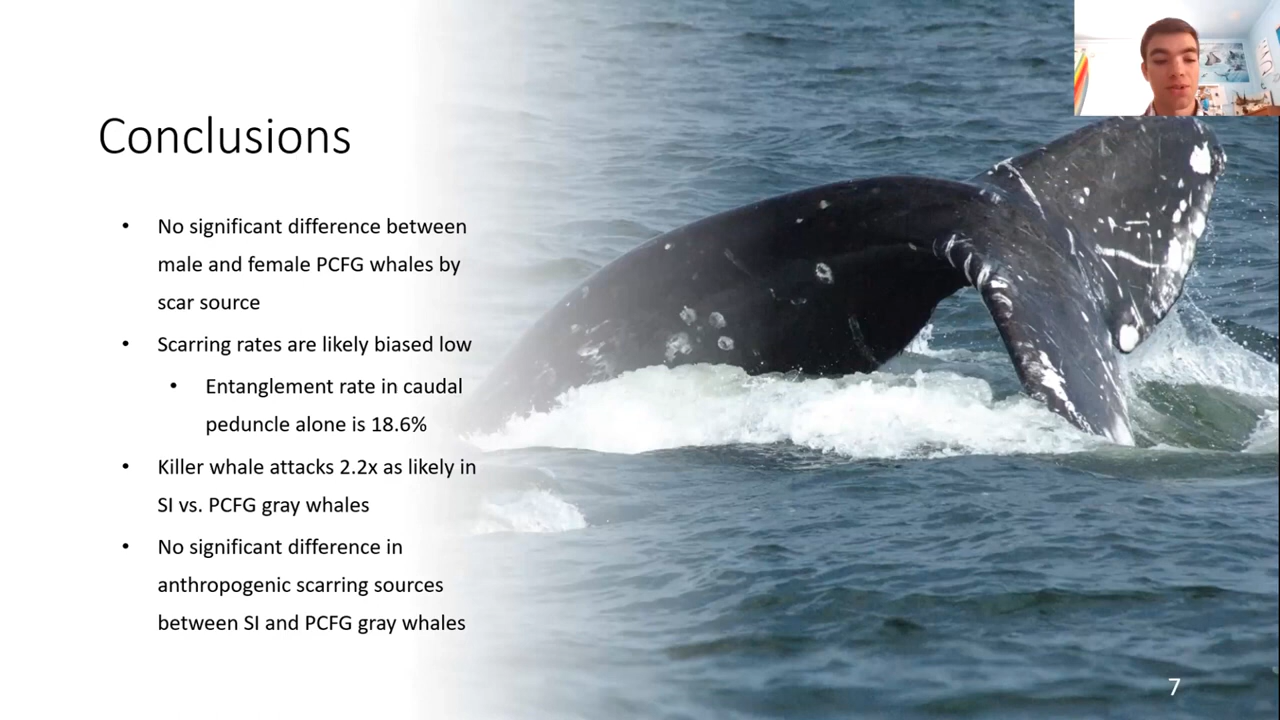 Conclusions
• No significant difference between
male and female PCFG whales by
scar source
• Scarring rates are likely biased low
• Entanglement rate in caudal
peduncle alone is 18.6%
• Killer whale attacks 2.2x as likely in
SI vs. PCFG gray whales
• No significant difference in
anthropogenic scarring sources
between SI and PCFG gray whales
7